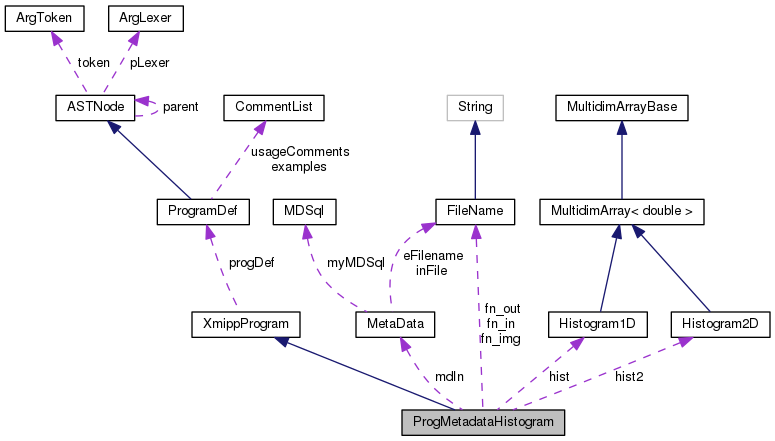 ArgToken
ArgLexer
token
pLexer
ASTNode
parent
CommentList
String
MultidimArrayBase
usageComments
examples
ProgramDef
MDSql
FileName
MultidimArray< double >
progDef
myMDSql
eFilename
inFile
fn_out
fn_in
fn_img
XmippProgram
MetaData
Histogram1D
Histogram2D
mdIn
hist
hist2
ProgMetadataHistogram